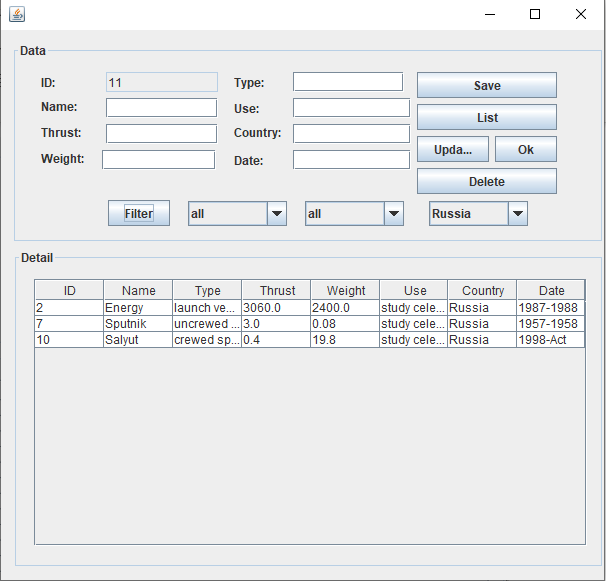 Data
ID: 11 Type: Save
Name: Use: List
Thrust: Country: Upda... Ok
Weight: Date: Delete
Filter all all Russia
Detail
ID Name Type Thrust Weight Use Country Date
2 Energy launch ve... 3060.0 2400.0 study cele... Russia 1987-1988
7 Sputnik uncrewed ... 3.0 0.08 study cele... Russia 1957-1958
10 Salyut crewed sp... 0.4 19.8 study cele... Russia 1998-Act